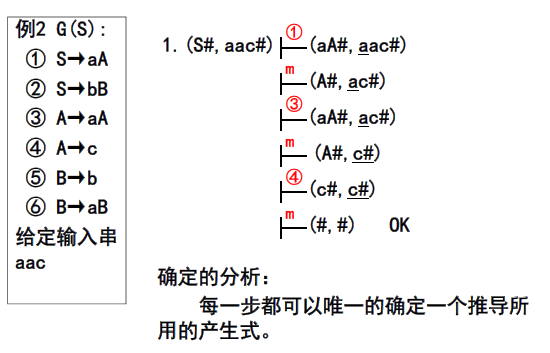 例2 G(S):
① S→aA
② S→bB
③ A→aA
④ A→c
⑤ B→b
⑥ B→aB
给定输入串
aac
1. (S#, aac#) ① (aA#, aac#)
m (A#, ac#)
③ (aA#, ac#)
m (A#, c#)
④ (c#, c#)
m (#, #) OK
确定的分析:
每一步都可以唯一的确定一个推导所
用的产生式。